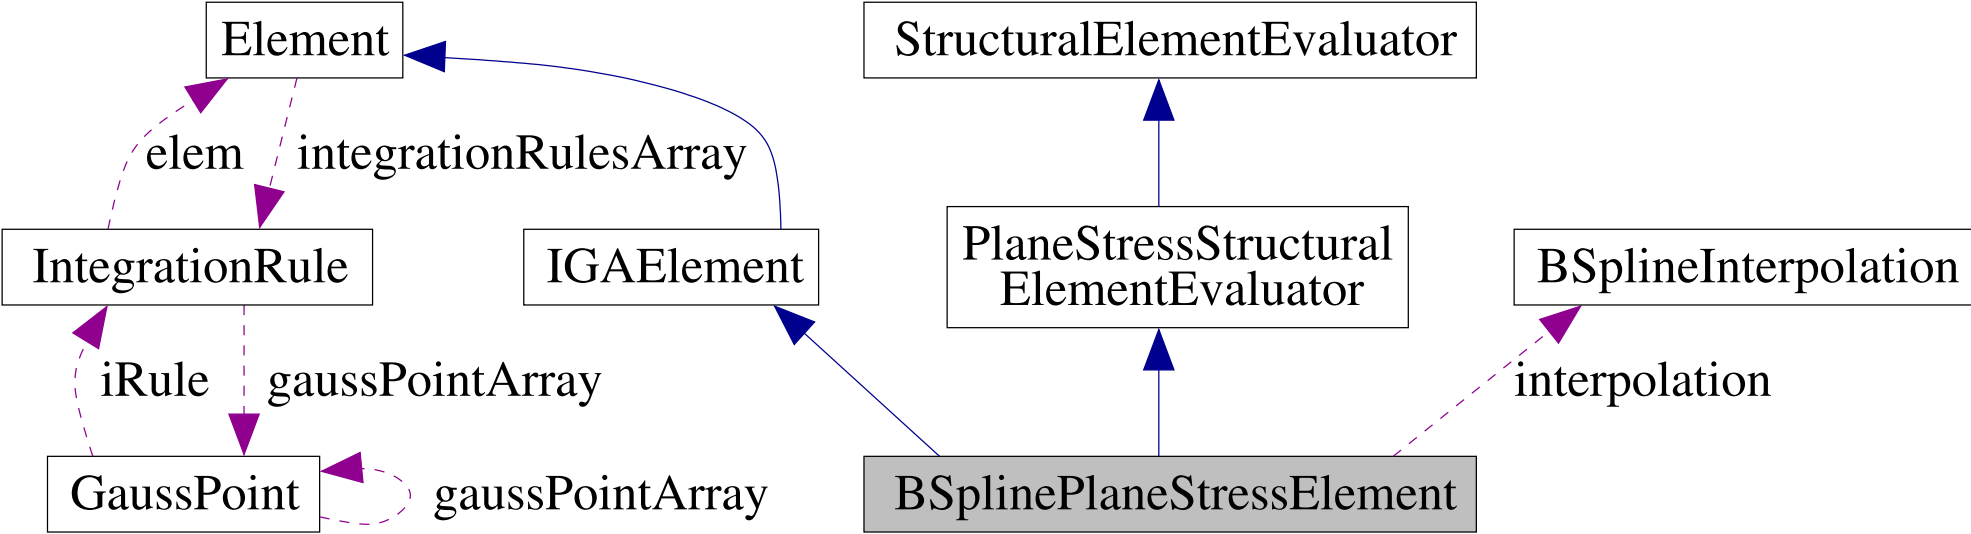 Element
StructuralElementEvaluator
elem
integrationRulesArray
IntegrationRule
IGAElement
PlaneStressStructural
ElementEvaluator
BSplineInterpolation
iRule
gaussPointArray
interpolation
GaussPoint
gaussPointArray
BSplinePlaneStressElement